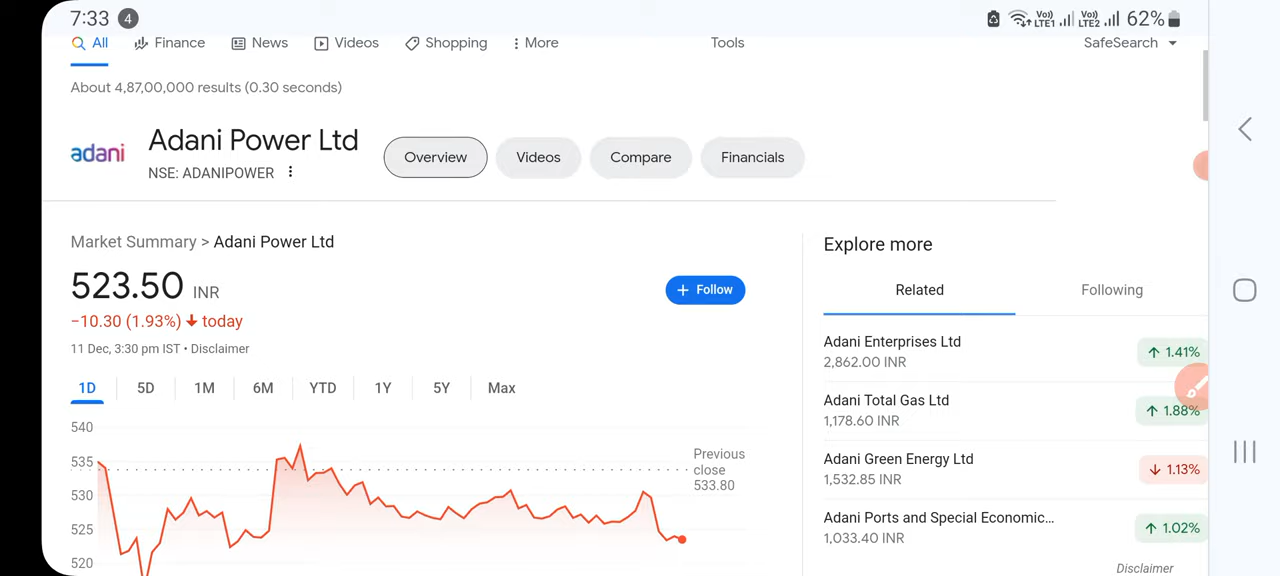 7:33 4 Vo)) LTE1 Vo)) LTE2 62%
All Finance News Videos Shopping More Tools SafeSearch
About 4,87,00,000 results (0.30 seconds)
adani
Adani Power Ltd
NSE: ADANIPOWER
Overview Videos Compare Financials
Market Summary > Adani Power Ltd
523.50 INR
+ Follow
−10.30 (1.93%) ↓ today
11 Dec, 3:30 pm IST • Disclaimer
1D 5D 1M 6M YTD 1Y 5Y Max
540
535
530
525
520
Previous
close
533.80
Explore more
Related Following
Adani Enterprises Ltd
2,862.00 INR
↑ 1.41%
Adani Total Gas Ltd
1,178.60 INR
↑ 1.88%
Adani Green Energy Ltd
1,532.85 INR
↓ 1.13%
Adani Ports and Special Economic...
1,033.40 INR
↑ 1.02%
Disclaimer